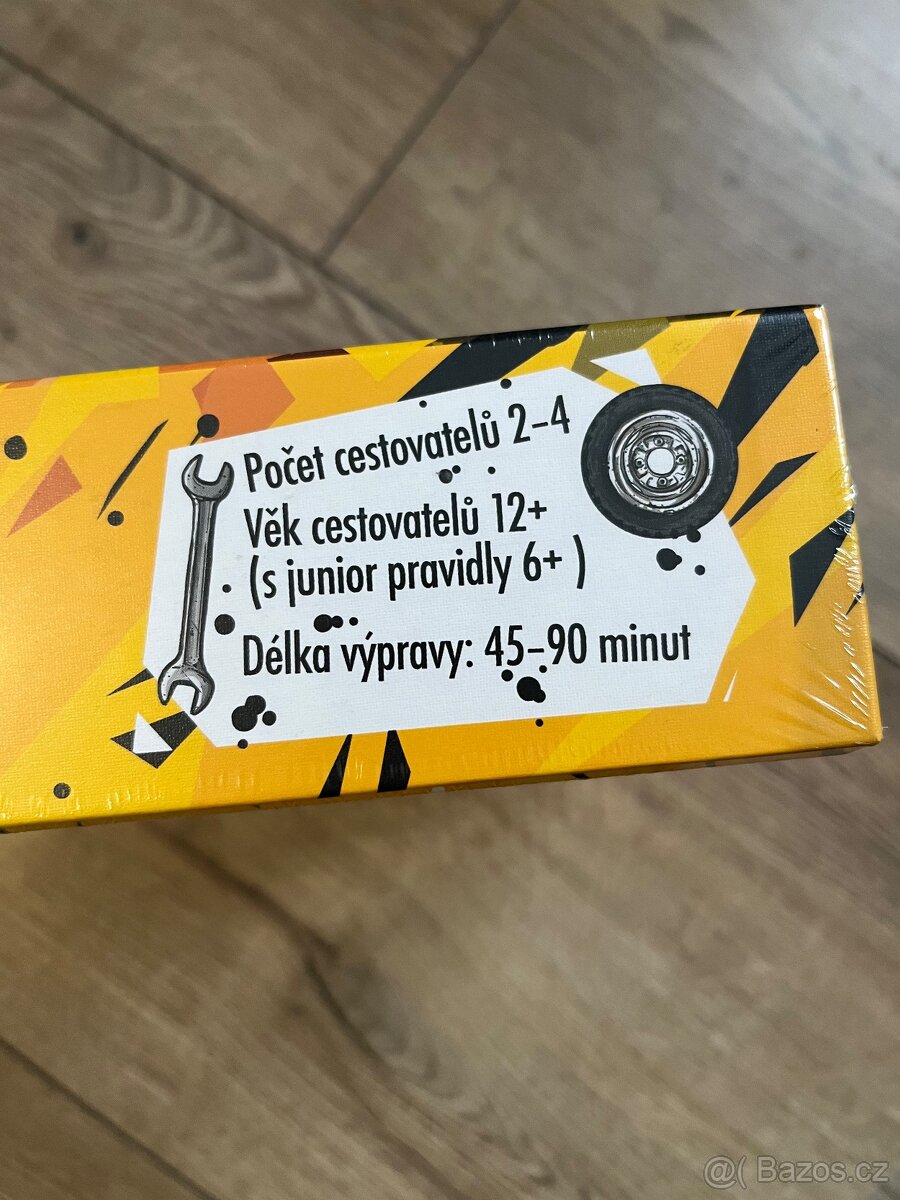 Počet cestovatelů 2–4
Věk cestovatelů 12+
(s junior pravidly 6+ )
Délka výpravy: 45–90 minut
@( Bazos.cz